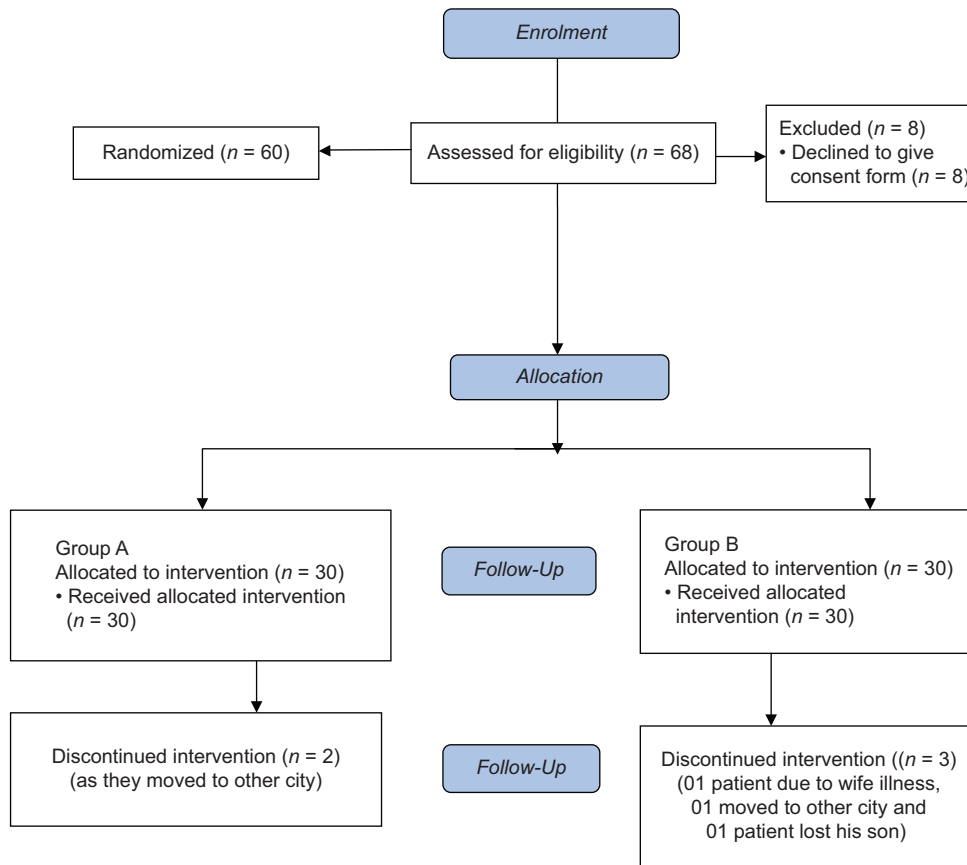 Enrolment
Randomized (n = 60)
Assessed for eligibility (n = 68)
Excluded (n = 8)
• Declined to give
consent form (n = 8)
Allocation
Group A
Allocated to intervention (n = 30)
• Received allocated intervention
(n = 30)
Follow-Up
Group B
Allocated to intervention (n = 30)
• Received allocated
intervention (n = 30)
Discontinued intervention (n = 2)
(as they moved to other city)
Follow-Up
Discontinued intervention ((n = 3)
(01 patient due to wife illness,
01 moved to other city and
01 patient lost his son)